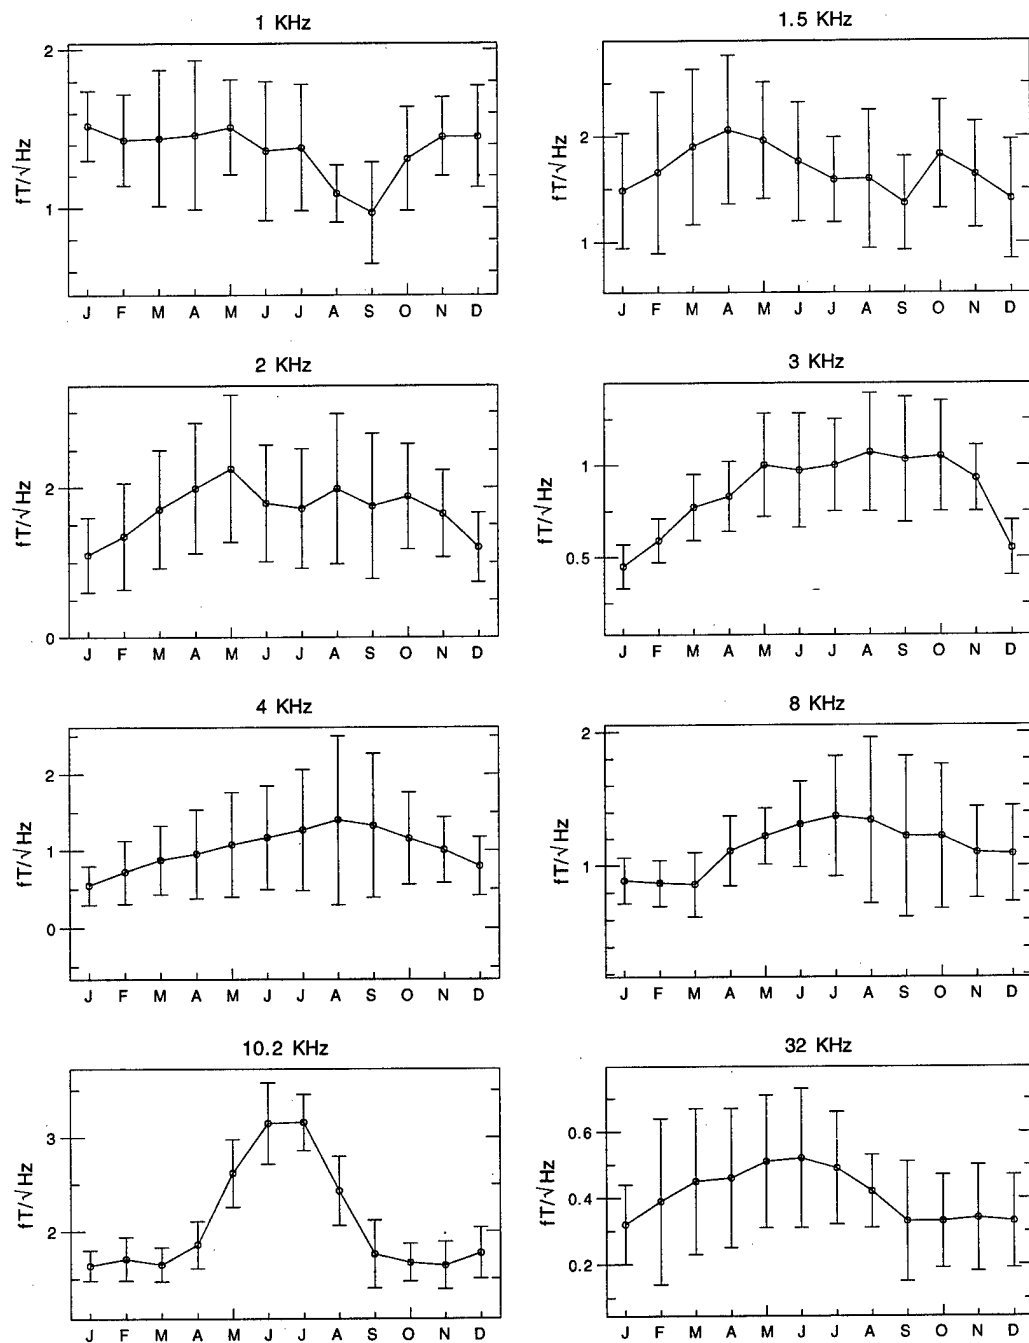 1 KHz
2
1
fT/√Hz
J F M A M J J A S O N D
1.5 KHz
2
1
fT/√Hz
J F M A M J J A S O N D
2 KHz
2
0
fT/√Hz
J F M A M J J A S O N D
3 KHz
1
0.5
fT/√Hz
J F M A M J J A S O N D
4 KHz
2
1
0
fT/√Hz
J F M A M J J A S O N D
8 KHz
2
1
fT/√Hz
J F M A M J J A S O N D
10.2 KHz
3
2
fT/√Hz
J F M A M J J A S O N D
32 KHz
0.6
0.4
0.2
fT/√Hz
J F M A M J J A S O N D